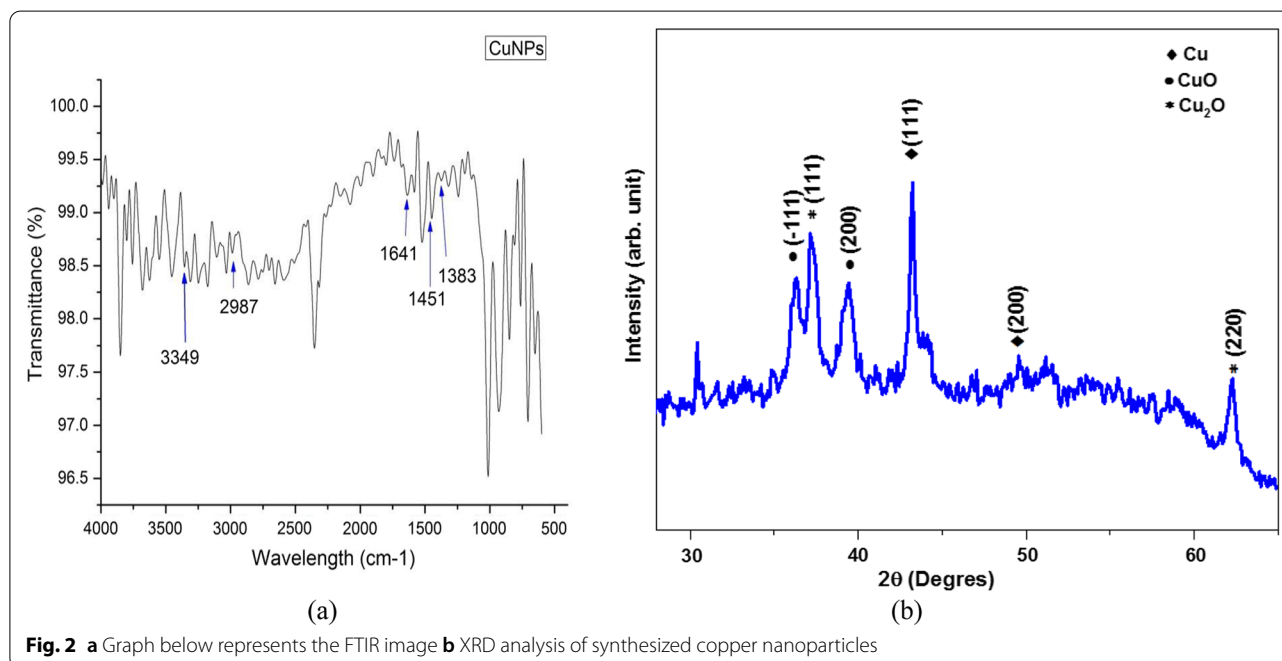 CuNPs
Transmittance (%)
100.0
99.5
99.0
98.5
98.0
97.5
97.0
96.5
3349
2987
1641
1451
1383
4000 3500 3000 2500 2000 1500 1000 500
Wavelength (cm-1)
(a)
◆ Cu
● CuO
* Cu₂O
Intensity (arb. unit)
● (-111)
* (111)
● (200)
◆ (111)
◆ (200)
* (220)
30 40 50 60
2θ (Degres)
(b)
Fig. 2 a Graph below represents the FTIR image b XRD analysis of synthesized copper nanoparticles